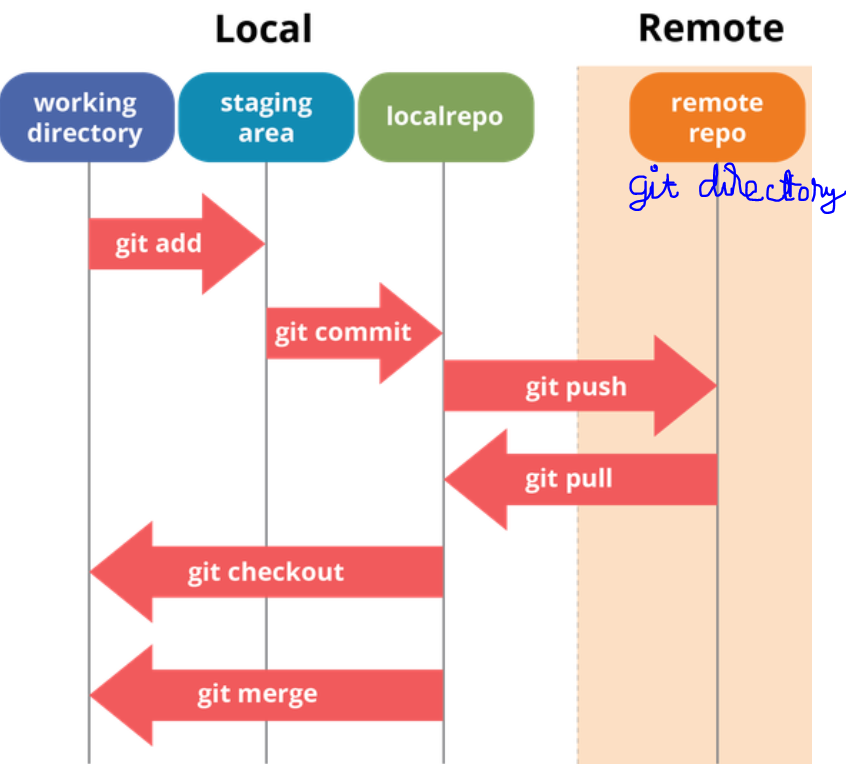 Local
Remote
working
directory
staging
area
localrepo
remote
repo
git directory
git add
git commit
git push
git pull
git checkout
git merge